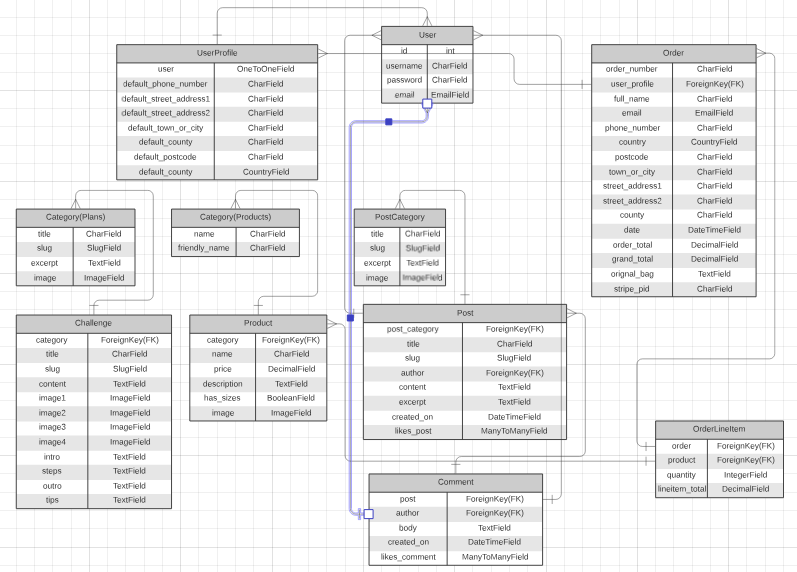 User
id int
username CharField
password CharField
email EmailField
UserProfile
user OneToOneField
default_phone_number CharField
default_street_address1 CharField
default_street_address2 CharField
default_town_or_city CharField
default_county CharField
default_postcode CharField
default_county CountryField
Order
order_number CharField
user_profile ForeignKey(FK)
full_name CharField
email EmailField
phone_number CharField
country CountryField
postcode CharField
town_or_city CharField
street_address1 CharField
street_address2 CharField
county CharField
date DateTimeField
order_total DecimalField
grand_total DecimalField
orignal_bag TextField
stripe_pid CharField
Category(Plans)
title CharField
slug SlugField
excerpt TextField
image ImageField
Category(Products)
name CharField
friendly_name CharField
PostCategory
title CharField
slug SlugField
excerpt TextField
image ImageField
Challenge
category ForeignKey(FK)
title CharField
slug SlugField
content TextField
image1 ImageField
image2 ImageField
image3 ImageField
image4 ImageField
intro TextField
steps TextField
outro TextField
tips TextField
Product
category ForeignKey(FK)
name CharField
price DecimalField
description TextField
has_sizes BooleanField
image ImageField
Post
post_category ForeignKey(FK)
title CharField
slug SlugField
author ForeignKey(FK)
content TextField
excerpt TextField
created_on DateTimeField
likes_post ManyToManyField
OrderLineItem
order ForeignKey(FK)
product ForeignKey(FK)
quantity IntegerField
lineitem_total DecimalField
Comment
post ForeignKey(FK)
author ForeignKey(FK)
body TextField
created_on DateTimeField
likes_comment ManyToManyField